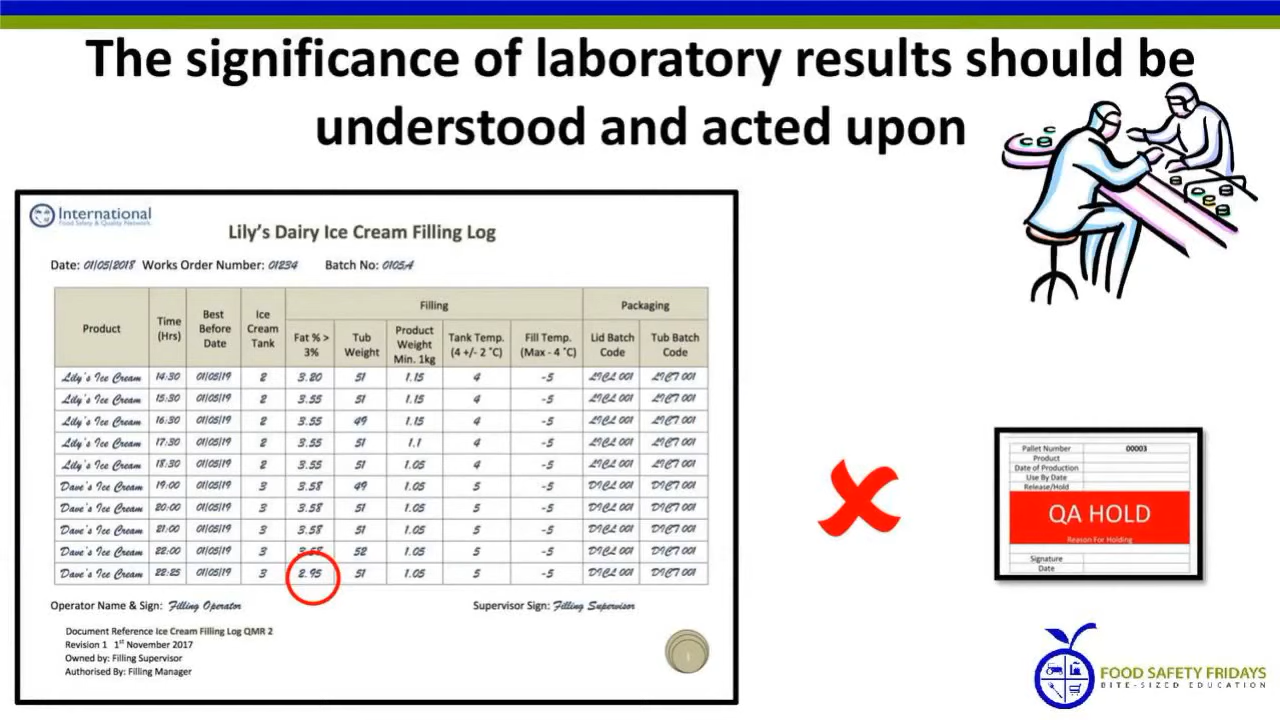 The significance of laboratory results should be
understood and acted upon
International
Food Safety & Quality Network
Lily's Dairy Ice Cream Filling Log
Date: 01/05/2018 Works Order Number: 01234 Batch No: 0105A
Product Time (Hrs) Best Before Date Ice Cream Tank Filling Packaging
Fat % > 3% Tub Weight Product Weight Min. 1kg Tank Temp. (4 +/- 2 °C) Fill Temp. (Max - 4 °C) Lid Batch Code Tub Batch Code
Lily's Ice Cream 14:30 01/05/19 2 3.20 51 1.15 4 -5 LICL 001 LICT 001
Lily's Ice Cream 15:30 01/05/19 2 3.55 51 1.15 4 -5 LICL 001 LICT 001
Lily's Ice Cream 16:30 01/05/19 2 3.55 49 1.15 4 -5 LICL 001 LICT 001
Lily's Ice Cream 17:30 01/05/19 2 3.55 51 1.1 4 -5 LICL 001 LICT 001
Lily's Ice Cream 18:30 01/05/19 2 3.55 51 1.05 4 -5 LICL 001 LICT 001
Dave's Ice Cream 19:00 01/05/19 3 3.58 49 1.05 5 -5 DICL 001 DICT 001
Dave's Ice Cream 20:00 01/05/19 3 3.58 51 1.05 5 -5 DICL 001 DICT 001
Dave's Ice Cream 21:00 01/05/19 3 3.58 51 1.05 5 -5 DICL 001 DICT 001
Dave's Ice Cream 22:00 01/05/19 3 3.58 52 1.05 5 -5 DICL 001 DICT 001
Dave's Ice Cream 22:25 01/05/19 3 2.95 51 1.05 5 -5 DICL 001 DICT 001
Operator Name & Sign: Filling Operator Supervisor Sign: Filling Supervisor
Document Reference Ice Cream Filling Log QMR 2
Revision 1 1st November 2017
Owned by: Filling Supervisor
Authorised By: Filling Manager
1
Pallet Number 00003
Product
Date of Production
Use By Date
Release/Hold
QA HOLD
Reason For Holding
Signature
Date
FOOD SAFETY FRIDAYS
BITE-SIZED EDUCATION